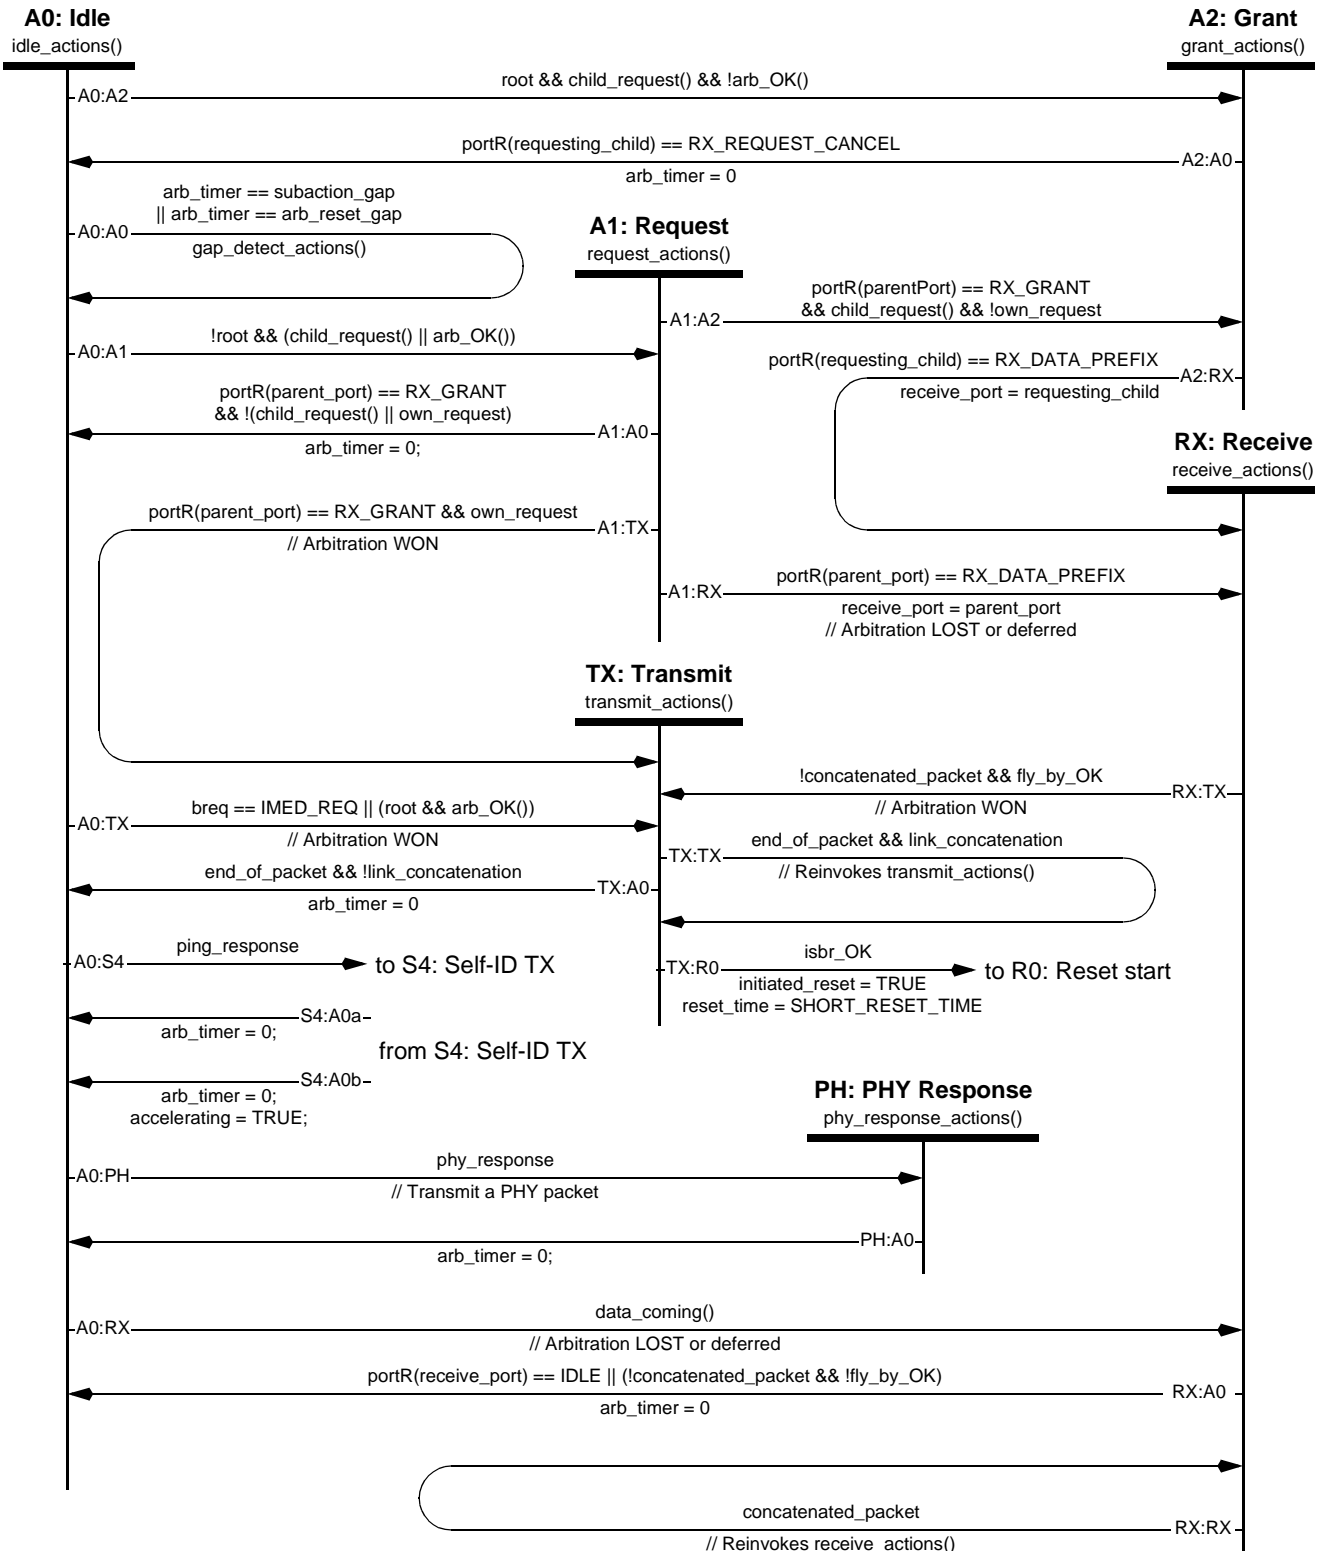 A0: Idle
idle_actions()
A2: Grant
grant_actions()
root && child_request() && !arb_OK()
A0:A2
portR(requesting_child) == RX_REQUEST_CANCEL
A2:A0
arb_timer = 0
arb_timer == subaction_gap
|| arb_timer == arb_reset_gap
A0:A0
gap_detect_actions()
A1: Request
request_actions()
portR(parentPort) == RX_GRANT
&& child_request() && !own_request
A1:A2
!root && (child_request() || arb_OK())
A0:A1
portR(requesting_child) == RX_DATA_PREFIX
A2:RX
receive_port = requesting_child
portR(parent_port) == RX_GRANT
&& !(child_request() || own_request)
A1:A0
arb_timer = 0;
RX: Receive
receive_actions()
portR(parent_port) == RX_GRANT && own_request
A1:TX
// Arbitration WON
portR(parent_port) == RX_DATA_PREFIX
A1:RX
receive_port = parent_port
// Arbitration LOST or deferred
TX: Transmit
transmit_actions()
!concatenated_packet && fly_by_OK
RX:TX
// Arbitration WON
breq == IMED_REQ || (root && arb_OK())
A0:TX
// Arbitration WON
end_of_packet && link_concatenation
TX:TX
// Reinvokes transmit_actions()
end_of_packet && !link_concatenation
TX:A0
arb_timer = 0
ping_response
A0:S4
to S4: Self-ID TX
isbr_OK
TX:R0
to R0: Reset start
initiated_reset = TRUE
reset_time = SHORT_RESET_TIME
S4:A0a
arb_timer = 0;
from S4: Self-ID TX
S4:A0b
arb_timer = 0;
accelerating = TRUE;
PH: PHY Response
phy_response_actions()
phy_response
A0:PH
// Transmit a PHY packet
PH:A0
arb_timer = 0;
data_coming()
A0:RX
// Arbitration LOST or deferred
portR(receive_port) == IDLE || (!concatenated_packet && !fly_by_OK)
RX:A0
arb_timer = 0
concatenated_packet
RX:RX
// Reinvokes receive_actions()